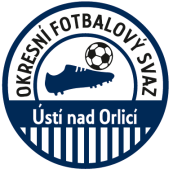 OKRESNÍ FOTBALOVÝ SVAZ
Ústí nad Orlicí